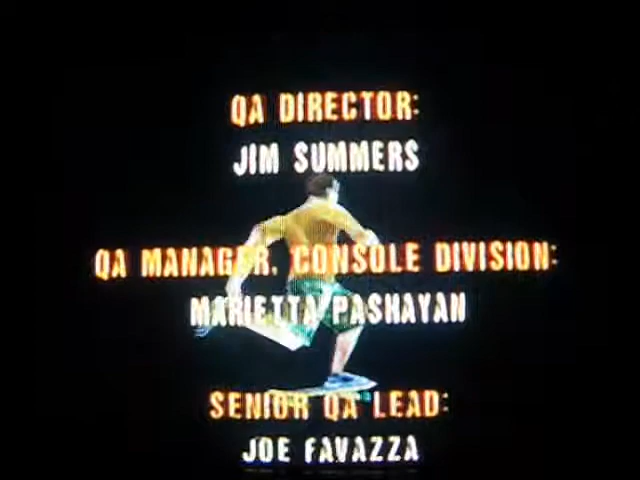 QA DIRECTOR:
JIM SUMMERS
QA MANAGER, CONSOLE DIVISION:
MARIETTA PASHAYAN
SENIOR QA LEAD:
JOE FAVAZZA